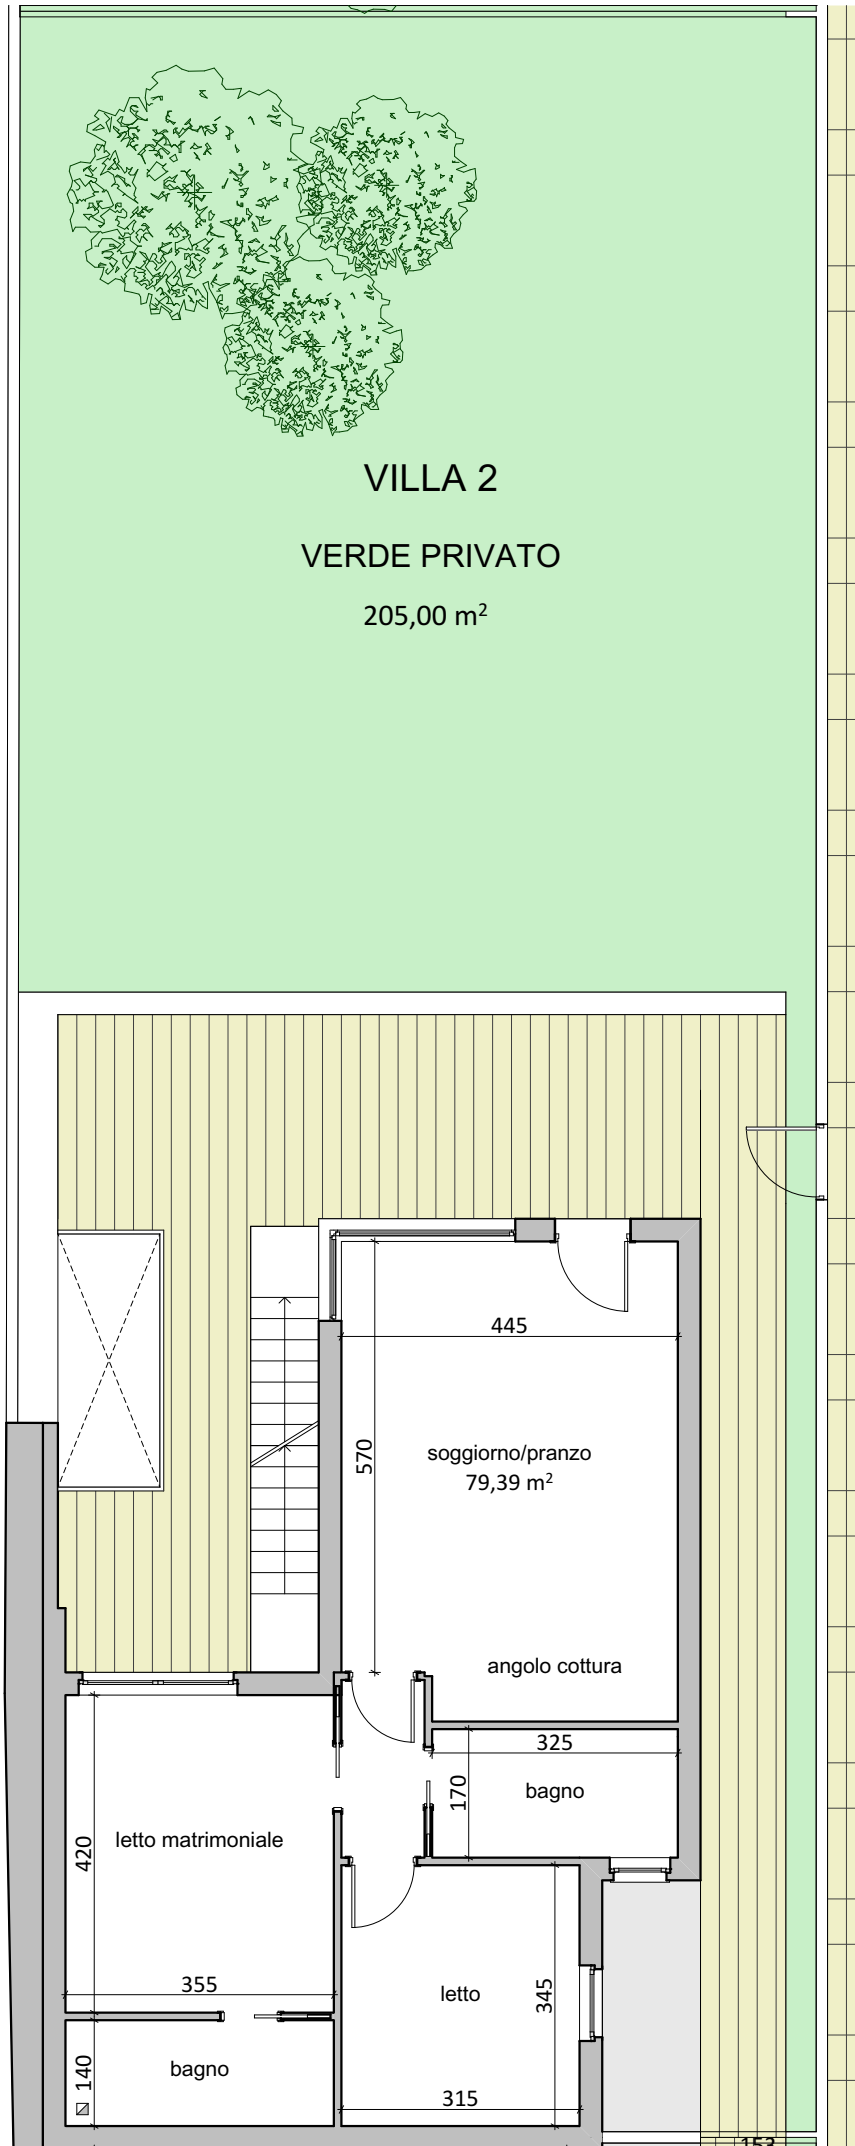 VILLA 2
VERDE PRIVATO
205,00 m²
445
570
soggiorno/pranzo
79,39 m²
angolo cottura
325
170
bagno
420
letto matrimoniale
355
letto
345
140
bagno
315
153